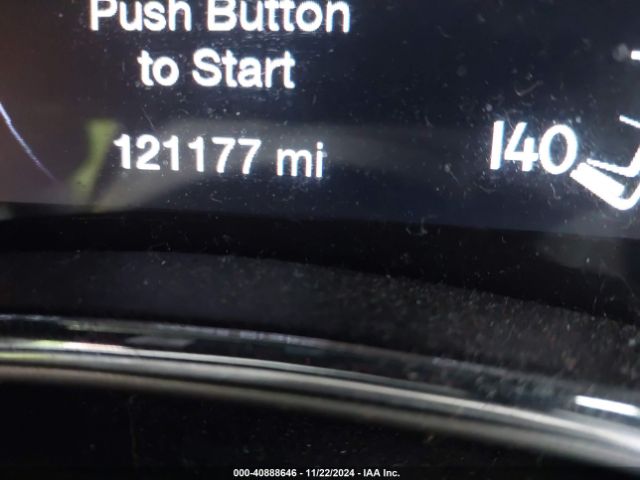 Push Button
to Start
121177 mi
140
000-40888646 - 11/22/2024 - IAA Inc.